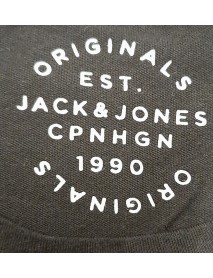 ORIGINALS
EST.
JACK&JONES
CPNHGN
1990
ORIGINALS